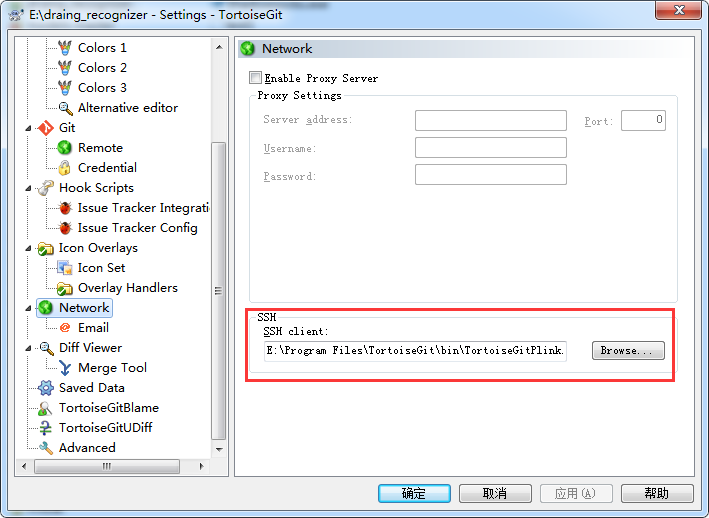 E:\draing_recognizer - Settings - TortoiseGit
Colors 1
Colors 2
Colors 3
Alternative editor
Git
Remote
Credential
Hook Scripts
Issue Tracker Integrati
Issue Tracker Config
Icon Overlays
Icon Set
Overlay Handlers
Network
Email
Diff Viewer
Merge Tool
Saved Data
TortoiseGitBlame
TortoiseGitUDiff
Advanced
Network
Enable Proxy Server
Proxy Settings
Server address:
Port: 0
Username:
Password:
SSH
SSH client:
E:\Program Files\TortoiseGit\bin\TortoiseGitPlink. Browse...
确定 取消 应用(A) 帮助